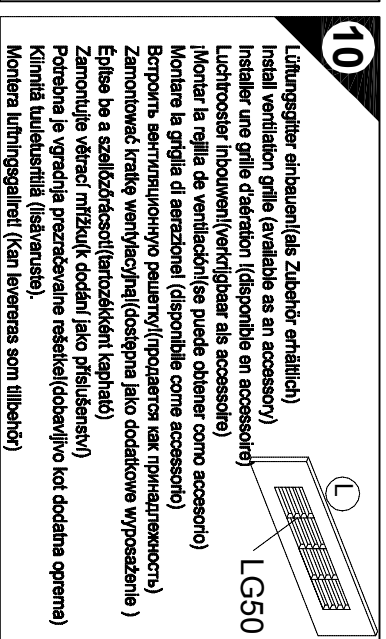 10
Lüftungsgitter einbauen!(als Zubehör erhältlich)
Install ventilation grille (available as an accessory)
Installer une grille d'aération !(disponible en accessoire)
Luchtrooster inbouwen!(verkrijgbaar als accessoire)
¡Montar la rejilla de ventilación!(se puede obtener como accesorio)
Montare la griglia di aerazione! (disponibile come accessorio)
Встроить вентиляционную решетку!(продается как принадлежность)
Zamontować kratkę wentylacyjną!(dostępna jako dodatkowe wyposażenie )
Építse be a szellőzőrácsot!(tartozékként kapható)
Zamontujte větrací mřížku(k dodání jako příslušenství)
Potrebna je vgradnja prezračevalne rešetke!(dobavljivo kot dodatna oprema)
Kiinnitä tuuletusritilä (lisävaruste).
Montera luftningsgallret! (Kan levereras som tillbehör)
L
LG50